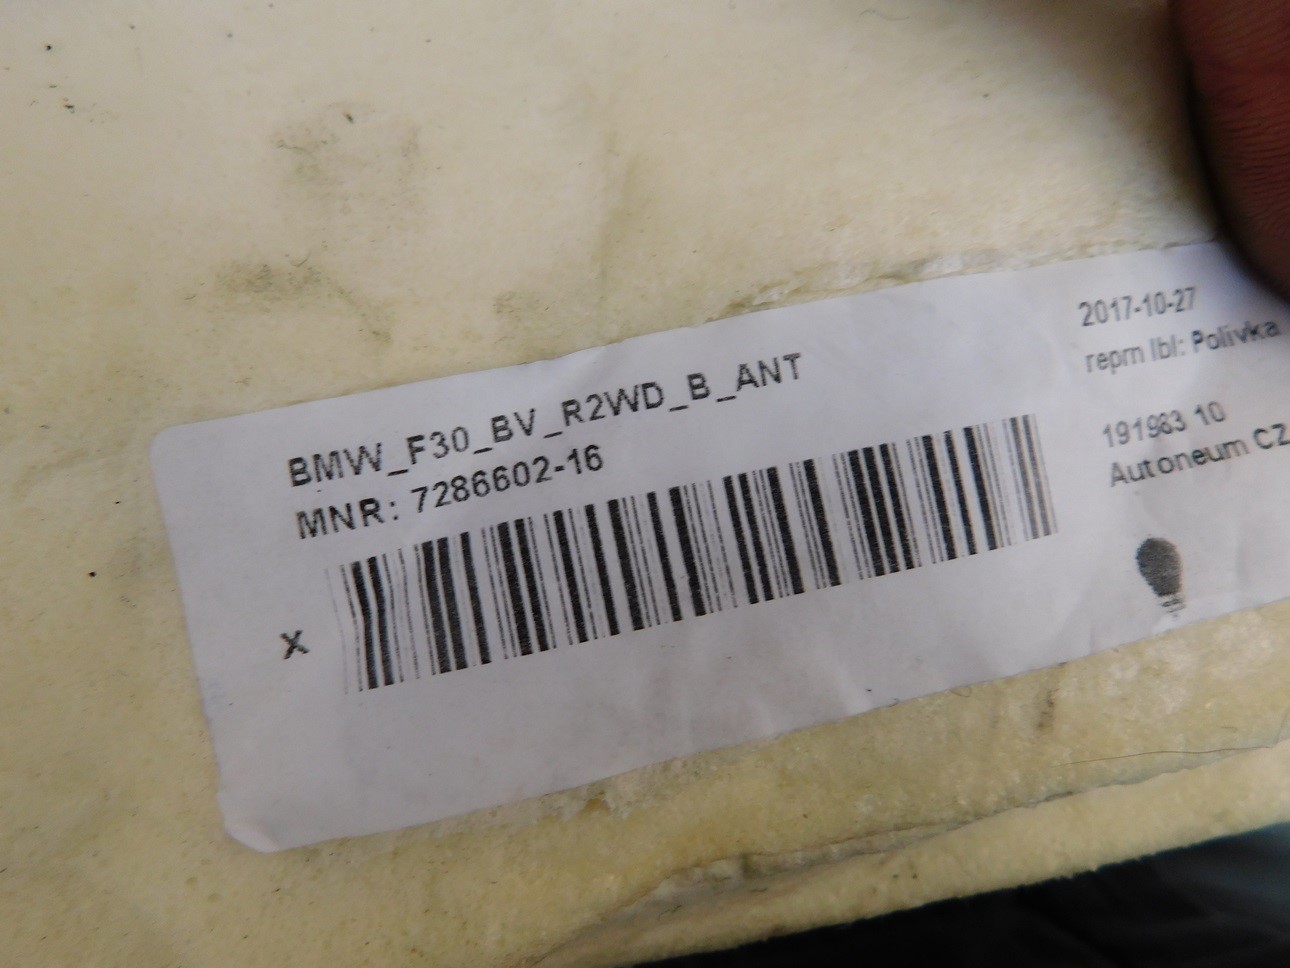 BMW_F30_BV_R2WD_B_ANT
MNR: 7286602-16
X
2017-10-27
reprn lbl: Polivka
191983 10
Autoneum CZ